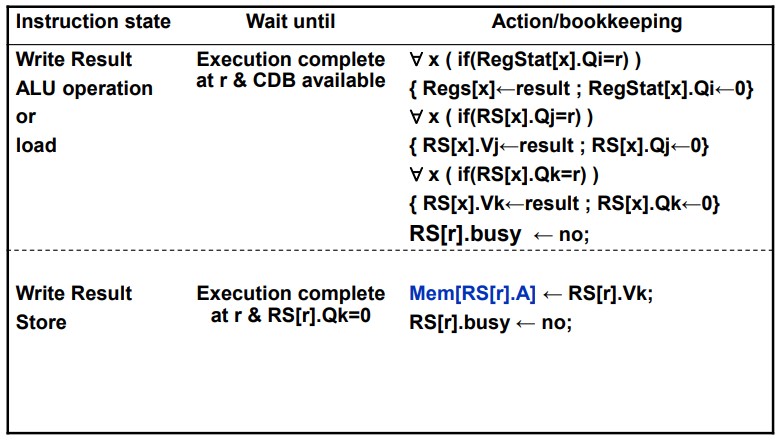 Instruction state Wait until Action/bookkeeping
Write Result
ALU operation
or
load
Execution complete
at r & CDB available
∀ x ( if(RegStat[x].Qi=r) )
{ Regs[x]←result ; RegStat[x].Qi←0}
∀ x ( if(RS[x].Qj=r) )
{ RS[x].Vj←result ; RS[x].Qj←0}
∀ x ( if(RS[x].Qk=r) )
{ RS[x].Vk←result ; RS[x].Qk←0}
RS[r].busy ← no;
Write Result
Store
Execution complete
at r & RS[r].Qk=0
Mem[RS[r].A] ← RS[r].Vk;
RS[r].busy ← no;